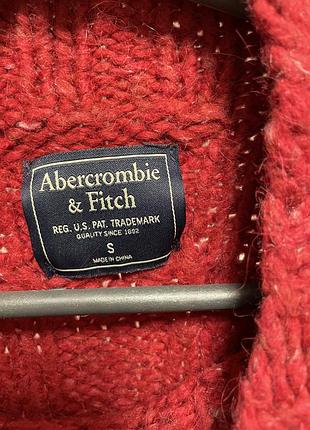 Abercrombie
& Fitch
REG. U.S. PAT. TRADEMARK
QUALITY SINCE 1892
S
MADE IN CHINA